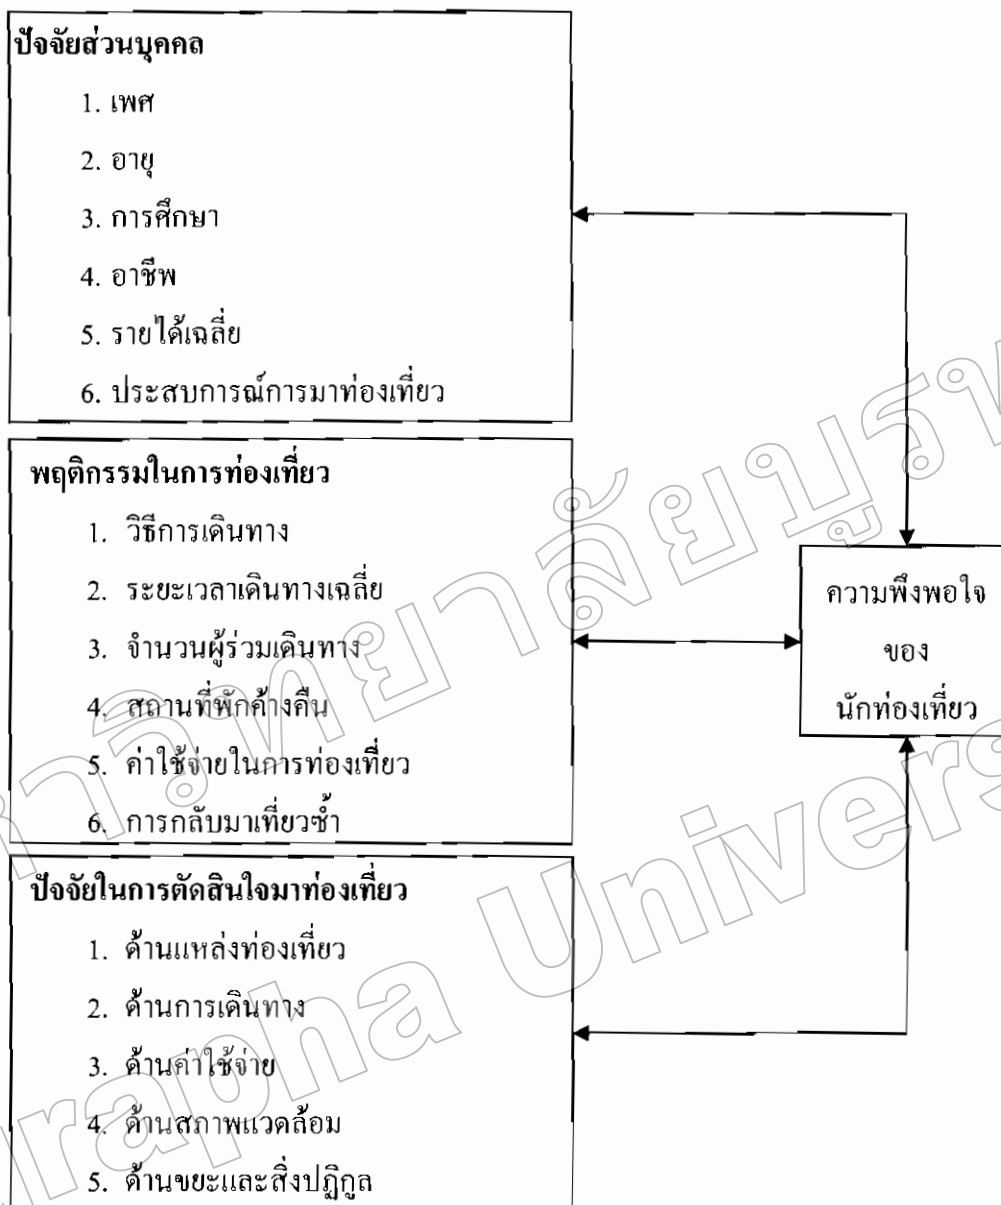 ปัจจัยส่วนบุคคล
1. เพศ
2. อายุ
3. การศึกษา
4. อาชีพ
5. รายได้เฉลี่ย
6. ประสบการณ์การมาท่องเที่ยว
พฤติกรรมในการท่องเที่ยว
1. วิธีการเดินทาง
2. ระยะเวลาเดินทางเฉลี่ย
3. จำนวนผู้ร่วมเดินทาง
4. สถานที่พักค้างคืน
5. ค่าใช้จ่ายในการท่องเที่ยว
6. การกลับมาเที่ยวซ้ำ
ปัจจัยในการตัดสินใจมาท่องเที่ยว
1. ด้านแหล่งท่องเที่ยว
2. ด้านการเดินทาง
3. ด้านค่าใช้จ่าย
4. ด้านสภาพแวดล้อม
5. ด้านขยะและสิ่งปฏิกูล
ความพึงพอใจ
ของ
นักท่องเที่ยว